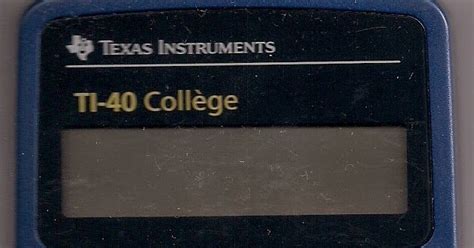 TEXAS INSTRUMENTS
TI-40 Collège